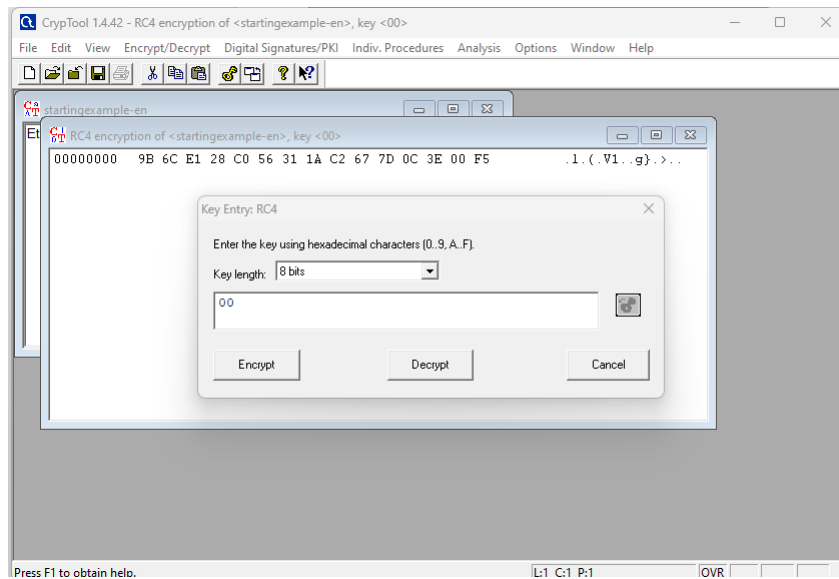 CrypTool 1.4.42 - RC4 encryption of <startingexample-en>, key <00>
File Edit View Encrypt/Decrypt Digital Signatures/PKI Indiv. Procedures Analysis Options Window Help
startingexample-en
Et
RC4 encryption of <startingexample-en>, key <00>
00000000 9B 6C E1 28 C0 56 31 1A C2 67 7D 0C 3E 00 F5 .l.(.V1..g}.>..
Key Entry: RC4
Enter the key using hexadecimal characters (0..9, A..F).
Key length: 8 bits
00
Encrypt Decrypt Cancel
Press F1 to obtain help. L:1 C:1 P:1 OVR